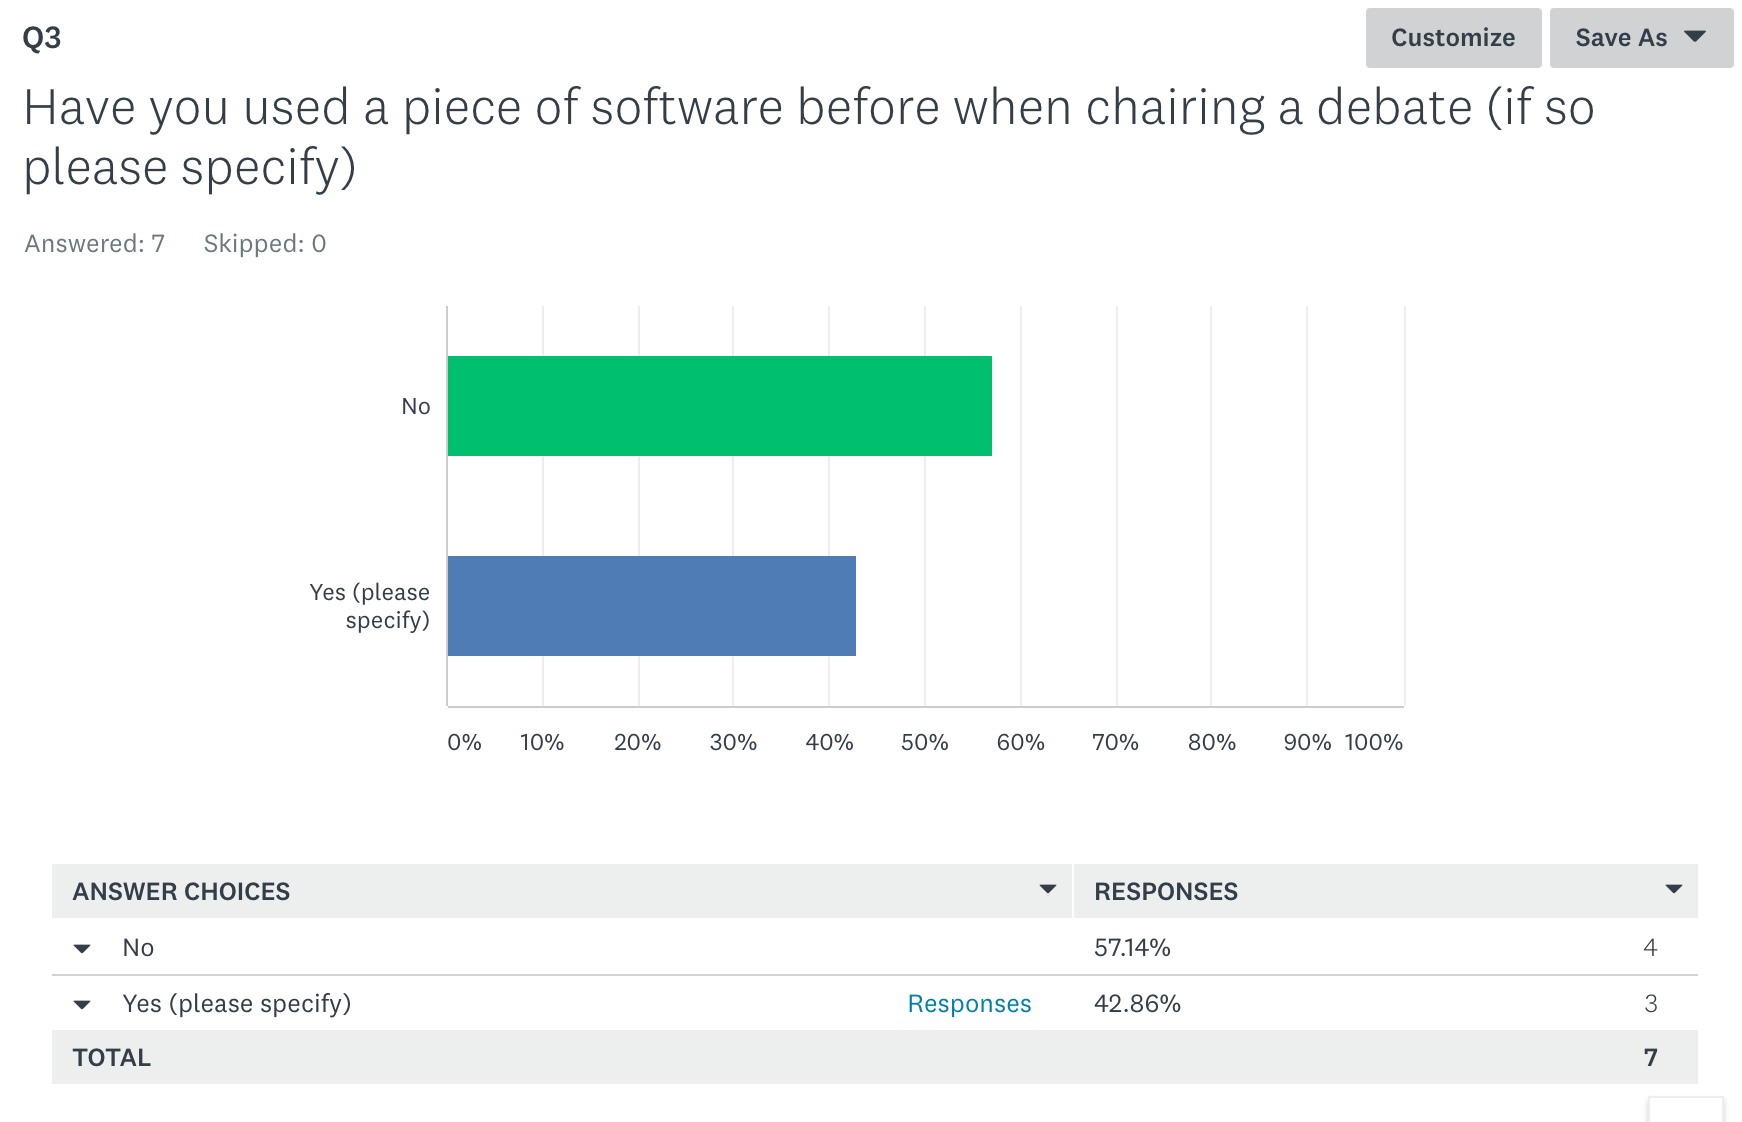 Q3
Customize
Save As
Have you used a piece of software before when chairing a debate (if so
please specify)
Answered: 7 Skipped: 0
No
Yes (please
specify)
0% 10% 20% 30% 40% 50% 60% 70% 80% 90% 100%
ANSWER CHOICES RESPONSES
No 57.14% 4
Yes (please specify) Responses 42.86% 3
TOTAL 7